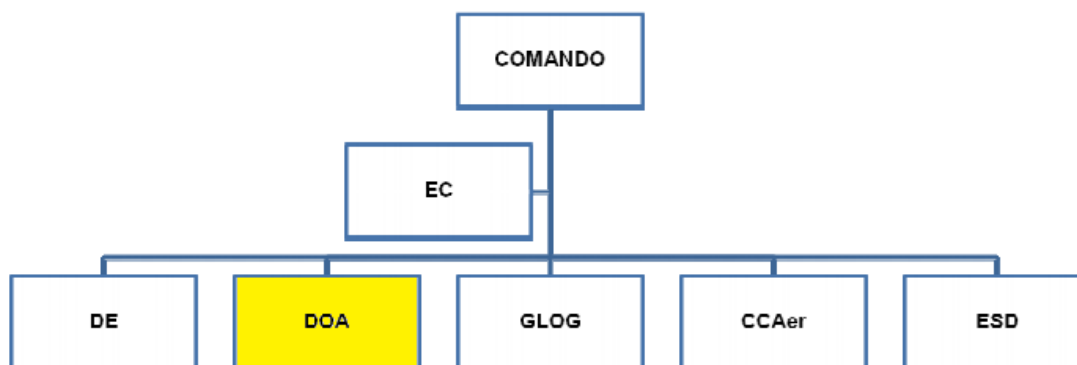 COMANDO
EC
DE
DOA
GLOG
CCAer
ESD